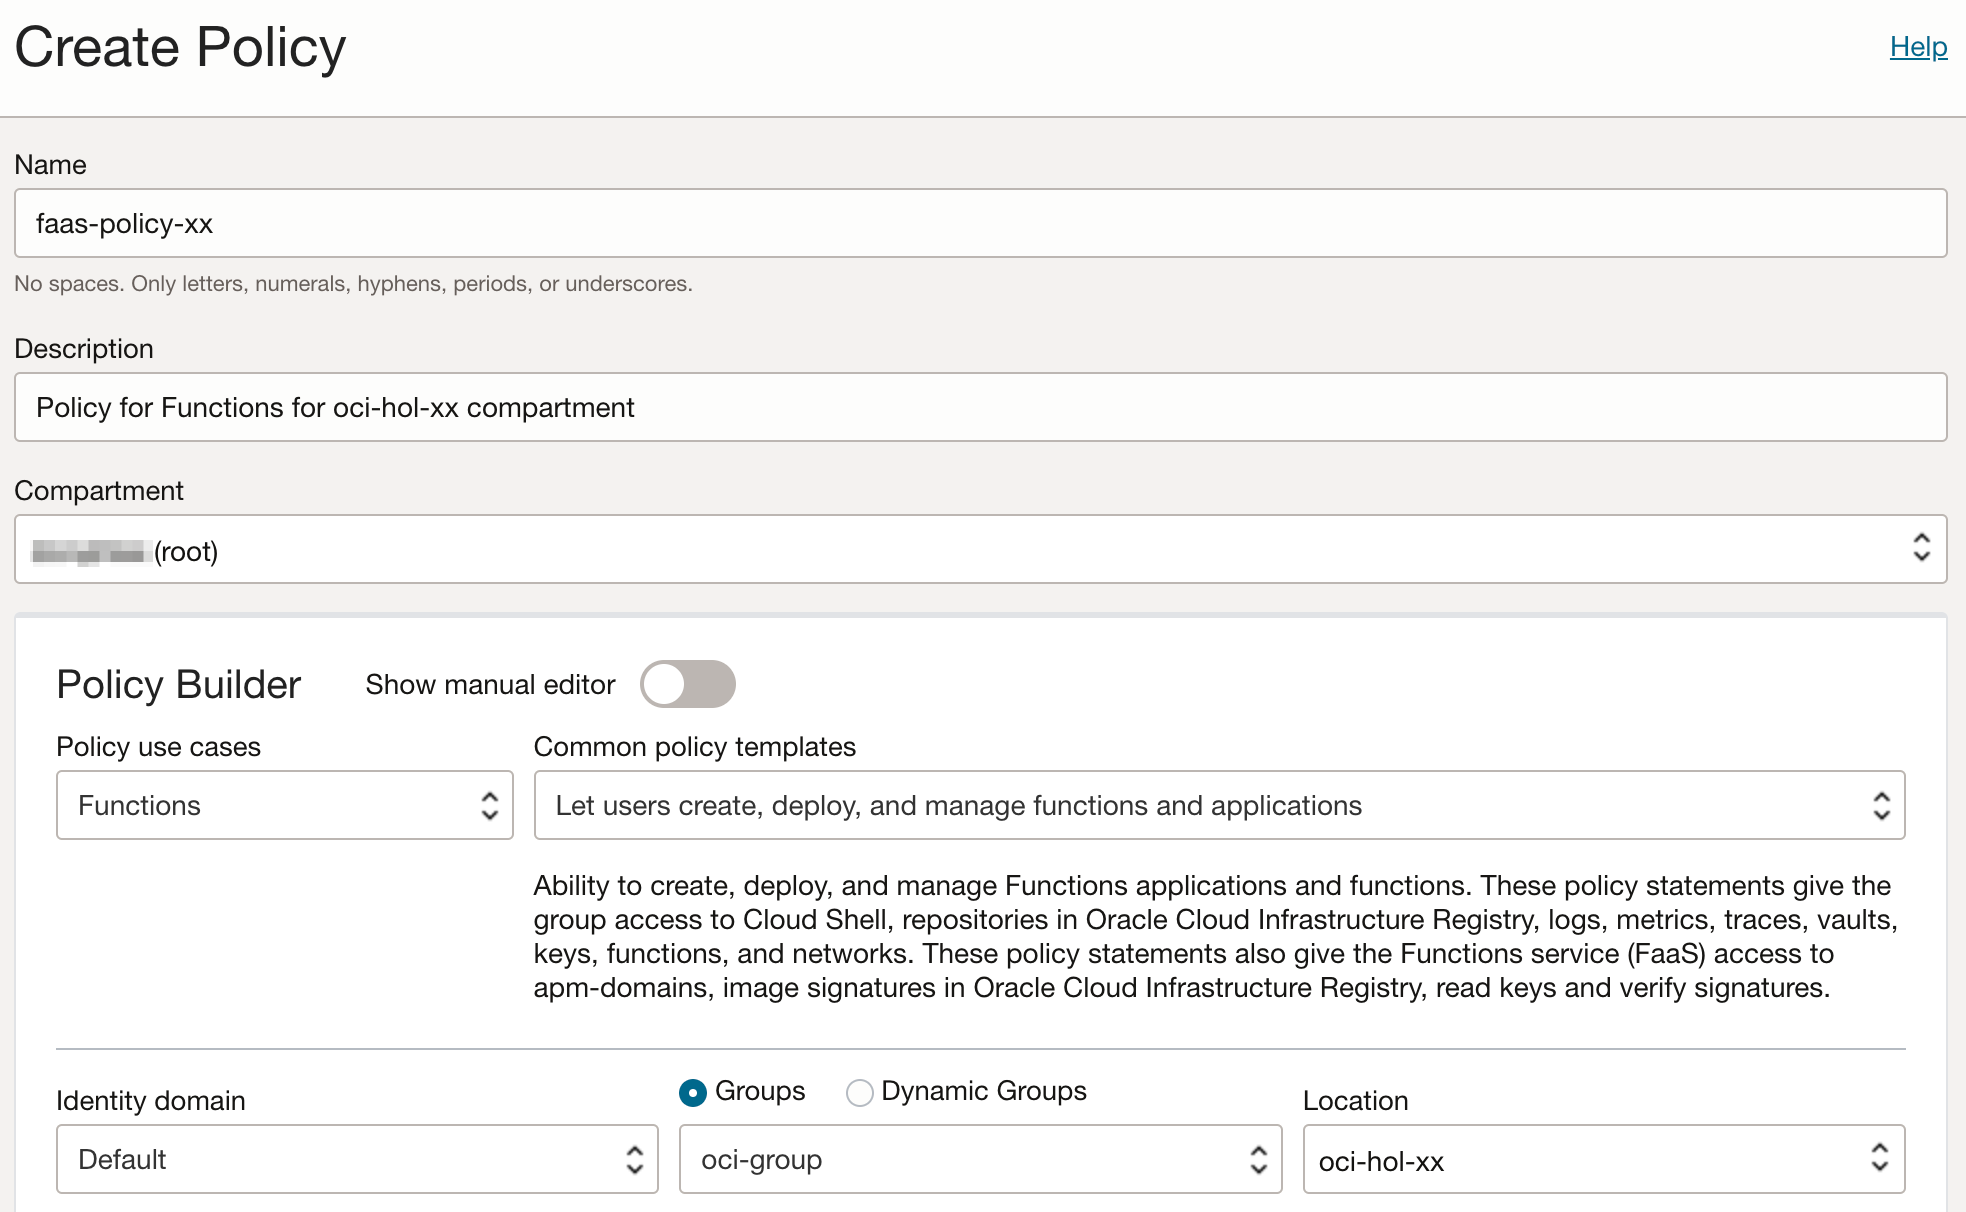 Create Policy
Help
Name
faas-policy-xx
No spaces. Only letters, numerals, hyphens, periods, or underscores.
Description
Policy for Functions for oci-hol-xx compartment
Compartment
(root)
Policy Builder
Show manual editor
Policy use cases
Common policy templates
Functions
Let users create, deploy, and manage functions and applications
Ability to create, deploy, and manage Functions applications and functions. These policy statements give the
group access to Cloud Shell, repositories in Oracle Cloud Infrastructure Registry, logs, metrics, traces, vaults,
keys, functions, and networks. These policy statements also give the Functions service (FaaS) access to
apm-domains, image signatures in Oracle Cloud Infrastructure Registry, read keys and verify signatures.
Identity domain
Groups
Dynamic Groups
Location
Default
oci-group
oci-hol-xx